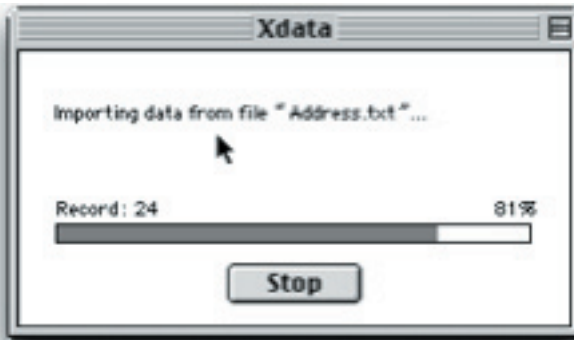 Xdata
Importing data from file "Address.txt"...
Record: 24 81%
Stop